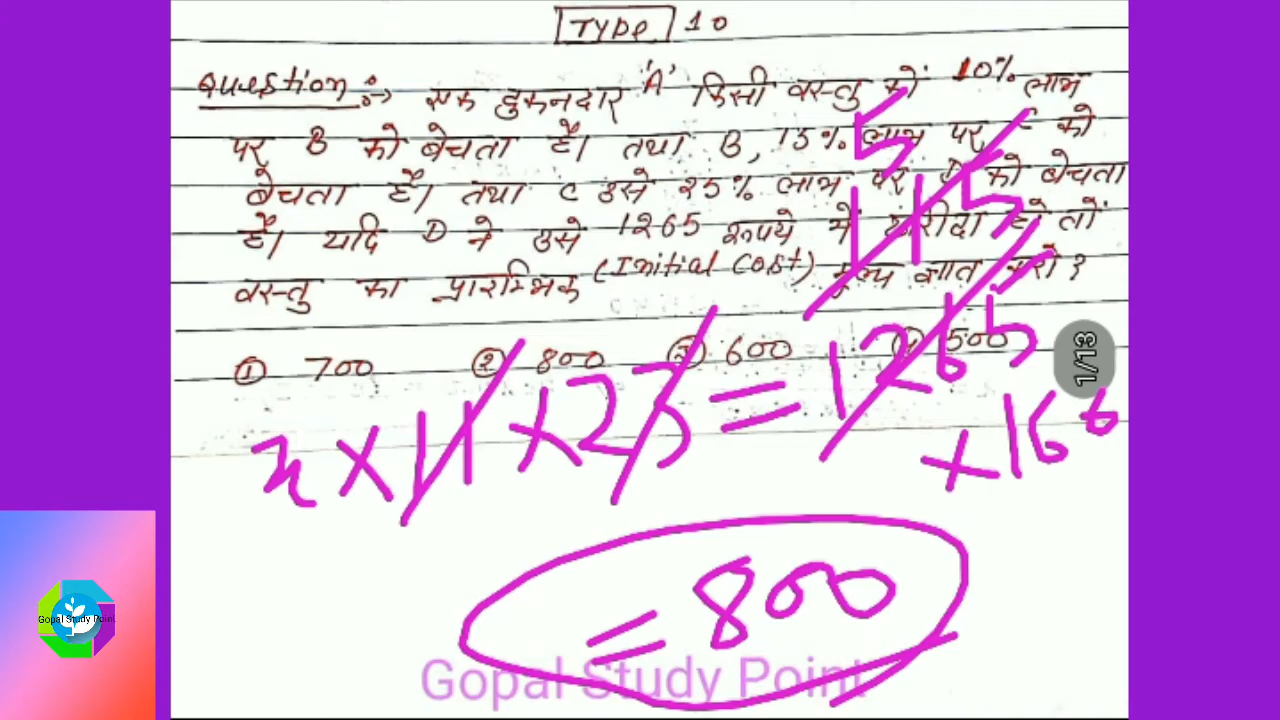 Type 10
Question :-> एक दुकानदार 'A' किसी वस्तु को 10% लाभ
पर B को बेचता है। तथा B, 15% लाभ पर C को
बेचता है। तथा C उसे 25% लाभ पर D को बेचता
है। यदि D ने उसे 1265 रूपये में खरीदा हो तों
वस्तु का प्रारम्भिक (Initial Cost) मूल्य ज्ञात करो ?
① 700 ② 800 ③ 600 ④ 500
5
115 5
x × 11 × 23 = 1265
× 16
= 800
1/13
Gopal Study Point
Gopal Study Point